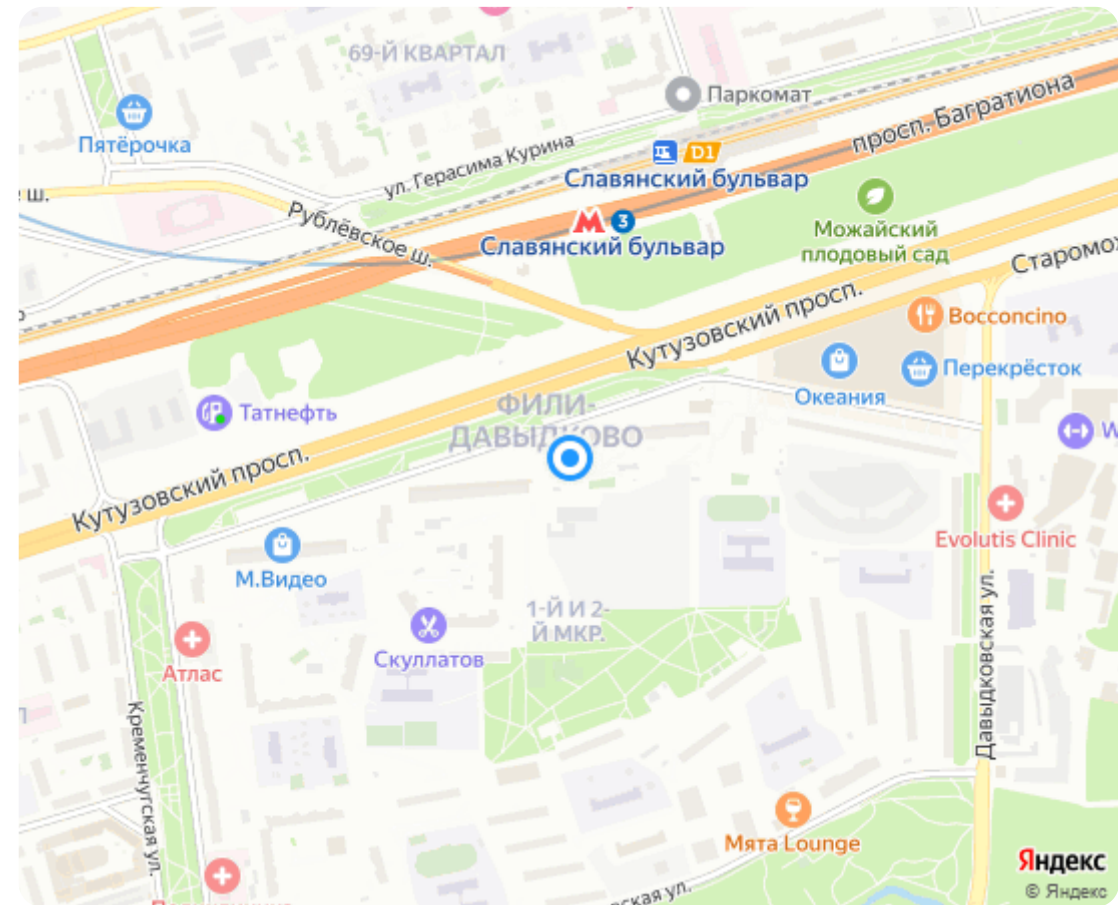 69-Й КВАРТАЛ
Паркомат
просп. Багратиона
Пятёрочка
ул. Герасима Курина
D1
Славянский бульвар
е ш.
Рублёвское ш.
3
Славянский бульвар
Можайский
плодовый сад
Старомо
Bocconcino
Кутузовский просп.
Перекрёсток
Океания
Татнефть
ФИЛИ-
ДАВЫДКОВО
W
Кутузовский просп.
Evolutis Clinic
М.Видео
1-Й И 2-
Й МКР.
Скуллатов
Атлас
Давыдковская ул.
Кременчугская ул.
Мята Lounge
ская ул.
Яндекс
© Яндекс